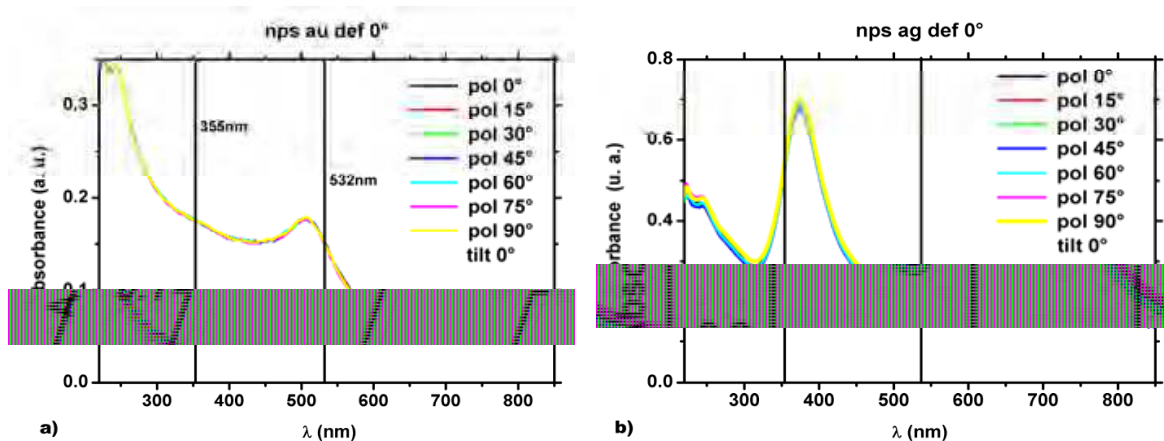 nps au def 0°
0.3
0.2
0.1
0.0
absorbance (a. u.)
355nm
532nm
pol 0°
pol 15°
pol 30°
pol 45°
pol 60°
pol 75°
pol 90°
tilt 0°
300 400 500 600 700 800
λ (nm)
a)
nps ag def 0°
0.8
0.6
0.4
0.0
(u. a.)
pol 0°
pol 15°
pol 30°
pol 45°
pol 60°
pol 75°
pol 90°
tilt 0°
300 400 500 600 700 800
λ (nm)
b)